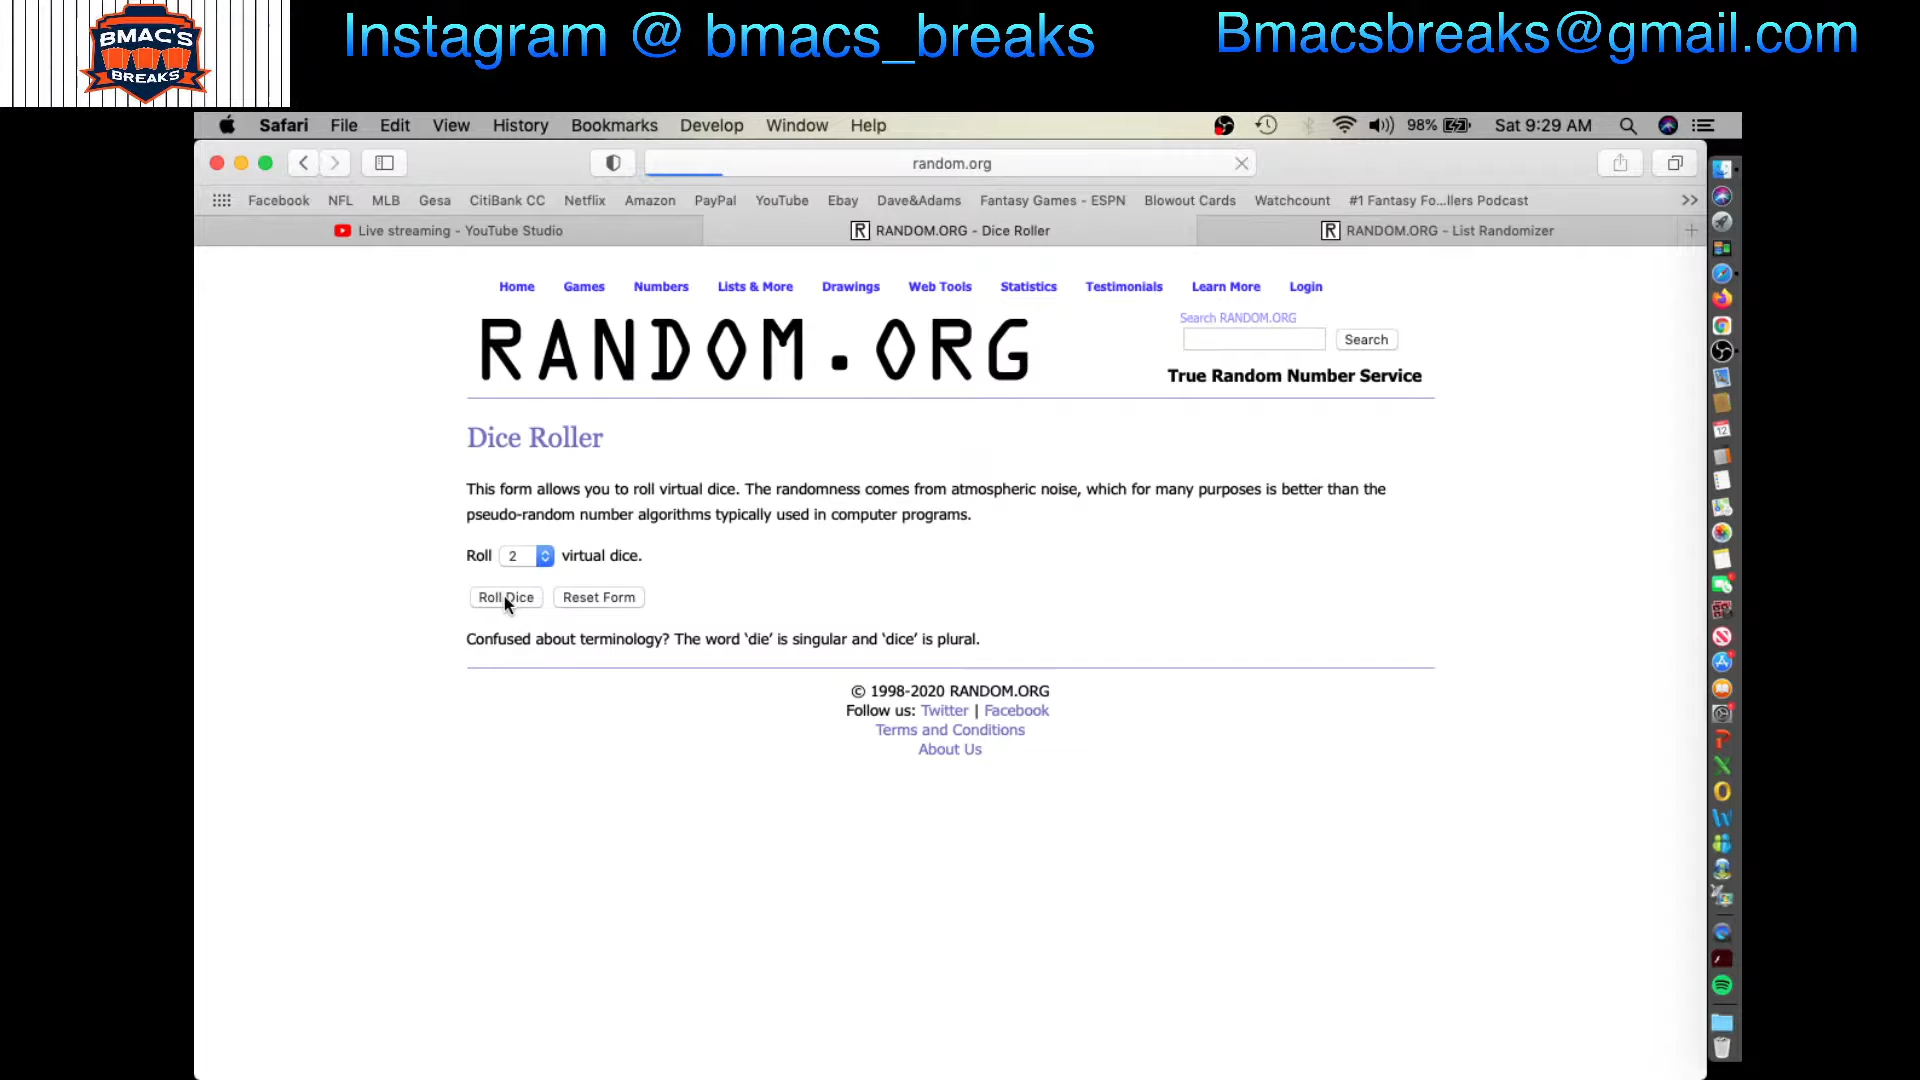 BMAC'S
BREAKS
Instagram @ bmacs_breaks
Bmacsbreaks@gmail.com
Safari File Edit View History Bookmarks Develop Window Help
98% Sat 9:29 AM
random.org
Facebook NFL MLB Gesa CitiBank CC Netflix Amazon PayPal YouTube Ebay Dave&Adams Fantasy Games - ESPN Blowout Cards Watchcount #1 Fantasy Fo...llers Podcast >>
Live streaming - YouTube Studio
R RANDOM.ORG - Dice Roller
R RANDOM.ORG - List Randomizer
Home Games Numbers Lists & More Drawings Web Tools Statistics Testimonials Learn More Login
RANDOM.ORG
Search RANDOM.ORG
Search
True Random Number Service
Dice Roller
This form allows you to roll virtual dice. The randomness comes from atmospheric noise, which for many purposes is better than the
pseudo-random number algorithms typically used in computer programs.
Roll 2 virtual dice.
Roll Dice Reset Form
Confused about terminology? The word ‘die’ is singular and ‘dice’ is plural.
© 1998-2020 RANDOM.ORG
Follow us: Twitter | Facebook
Terms and Conditions
About Us